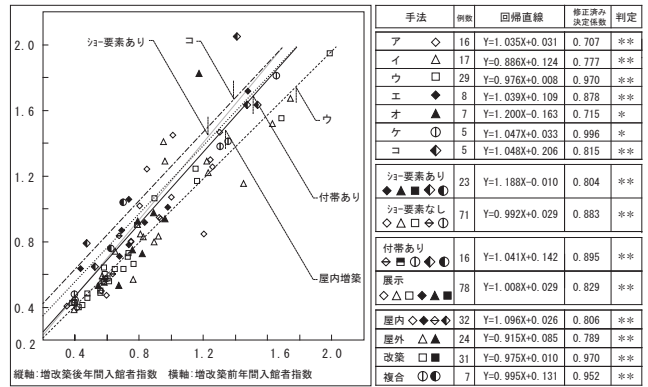 2.0
1.6
1.2
0.8
0.4
0.2
0.4
0.8
1.2
1.6
2.0
ショー要素あり
コ
ウ
付帯あり
屋内増築
縦軸:増改築後年間入館者指数 横軸:増改築前年間入館者指数
手法 例数 回帰直線 修正済み決定係数 判定
ア ◇ 16 Y=1.035X+0.031 0.707 **
イ △ 17 Y=0.886X+0.124 0.777 **
ウ □ 29 Y=0.976X+0.008 0.970 **
エ ◆ 8 Y=1.039X+0.109 0.878 **
オ ▲ 7 Y=1.200X-0.163 0.715 *
ケ ⦶ 5 Y=1.047X+0.033 0.996 *
コ ⬖ 5 Y=1.048X+0.206 0.815 **
ショー要素あり
◆▲■⬖◐ 23 Y=1.188X-0.010 0.804 **
ショー要素なし
◇△□⬘⦶ 71 Y=0.992X+0.029 0.883 **
付帯あり
⬘⬒⦶⬖◐ 16 Y=1.041X+0.142 0.895 **
展示
◇△□◆▲■ 78 Y=1.008X+0.029 0.829 **
屋内 ◇◆⬘⬖ 32 Y=1.096X+0.026 0.806 **
屋外 △▲ 24 Y=0.915X+0.085 0.789 **
改築 □■ 31 Y=0.975X+0.010 0.970 **
複合 ⦶◐ 7 Y=0.995X+0.131 0.952 **